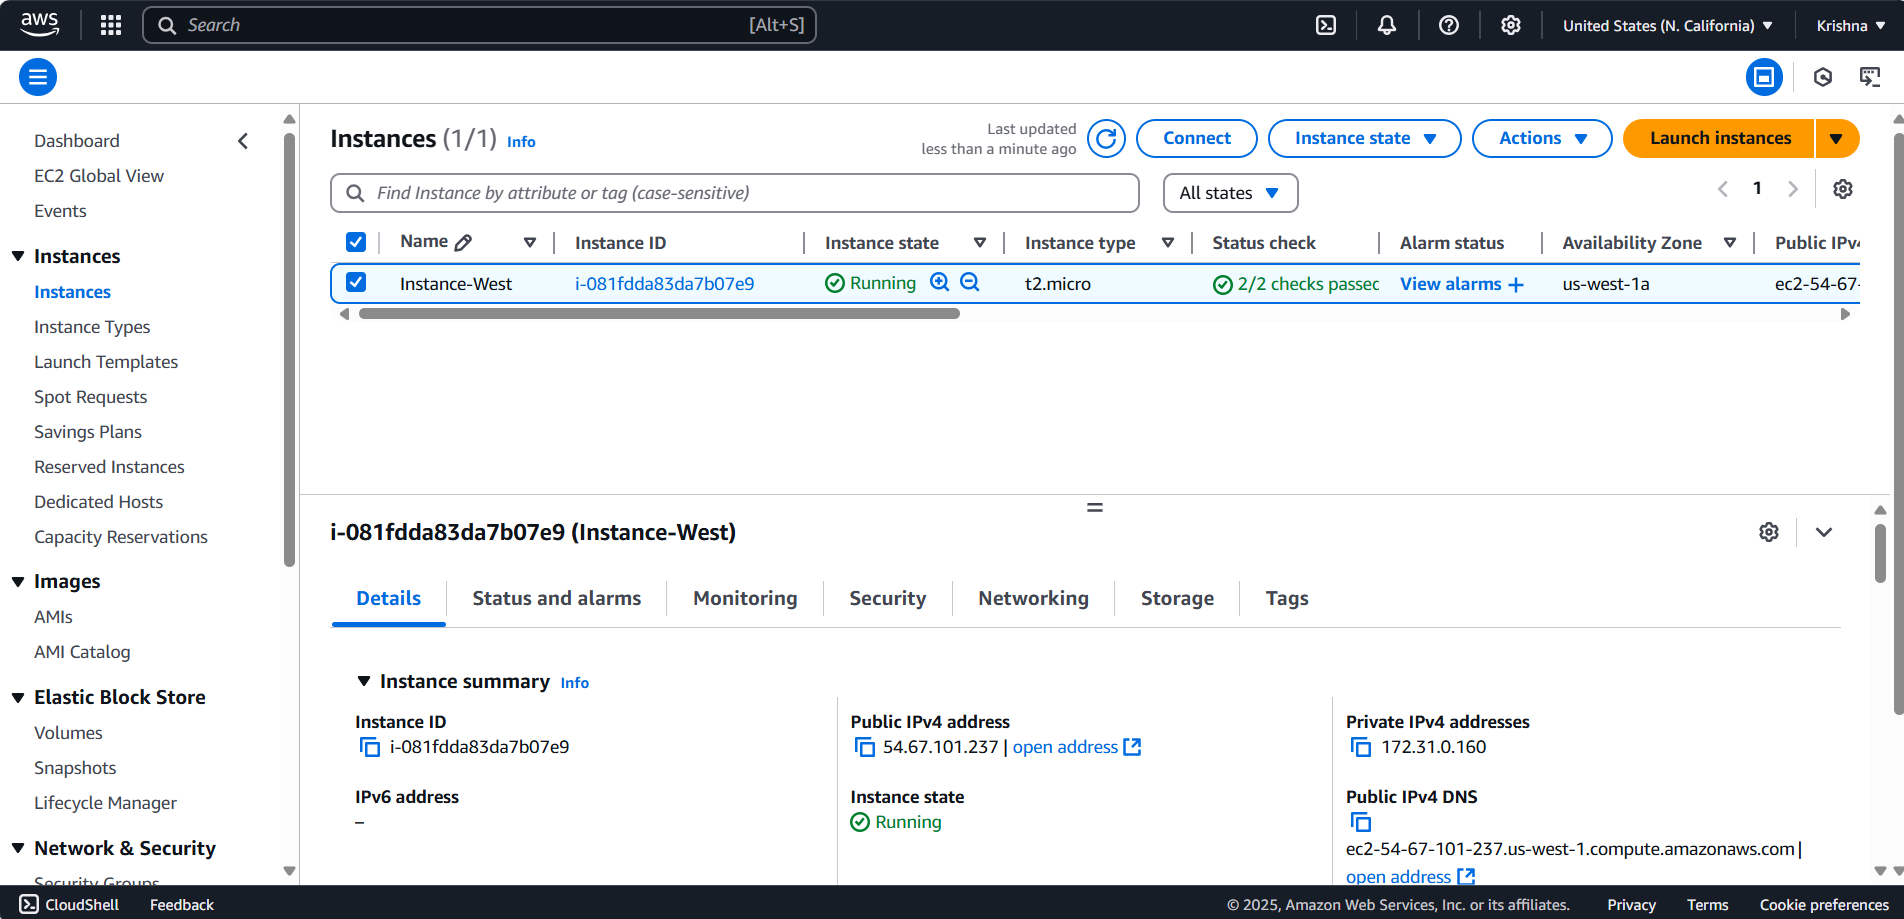 aws
Search [Alt+S]
United States (N. California) Krishna
Dashboard
EC2 Global View
Events
Instances
Instances
Instance Types
Launch Templates
Spot Requests
Savings Plans
Reserved Instances
Dedicated Hosts
Capacity Reservations
Images
AMIs
AMI Catalog
Elastic Block Store
Volumes
Snapshots
Lifecycle Manager
Network & Security
Security Groups
Instances (1/1) Info
Last updated
less than a minute ago
Connect Instance state Actions Launch instances
Find Instance by attribute or tag (case-sensitive) All states 1
Name Instance ID Instance state Instance type Status check Alarm status Availability Zone Public IPv4
Instance-West i-081fdda83da7b07e9 Running t2.micro 2/2 checks passed View alarms + us-west-1a ec2-54-67-
i-081fdda83da7b07e9 (Instance-West)
Details Status and alarms Monitoring Security Networking Storage Tags
Instance summary Info
Instance ID
i-081fdda83da7b07e9
Public IPv4 address
54.67.101.237 | open address
Private IPv4 addresses
172.31.0.160
IPv6 address
–
Instance state
Running
Public IPv4 DNS
ec2-54-67-101-237.us-west-1.compute.amazonaws.com |
open address
CloudShell Feedback © 2025, Amazon Web Services, Inc. or its affiliates. Privacy Terms Cookie preferences